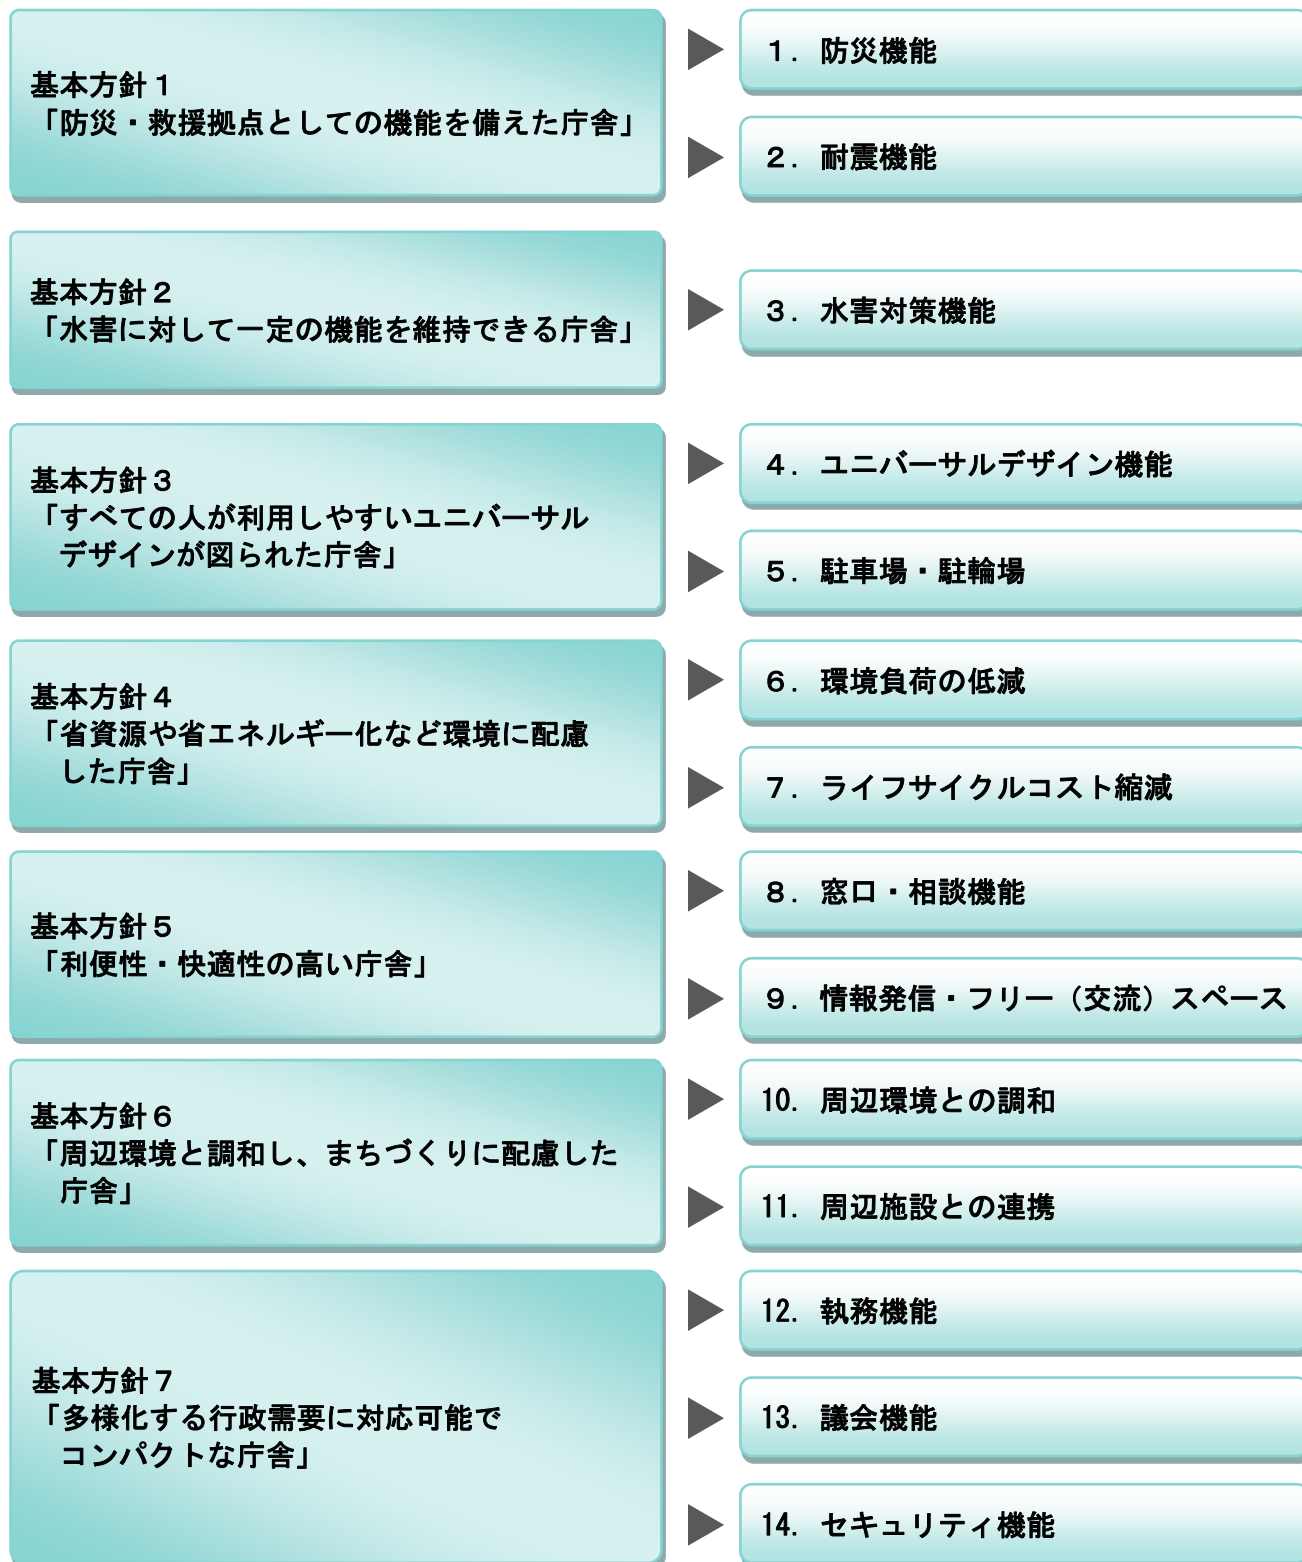 基本方針１
「防災・救援拠点としての機能を備えた庁舎」
１．防災機能
２．耐震機能
基本方針２
「水害に対して一定の機能を維持できる庁舎」
３．水害対策機能
基本方針３
「すべての人が利用しやすいユニバーサル
デザインが図られた庁舎」
４．ユニバーサルデザイン機能
５．駐車場・駐輪場
基本方針４
「省資源や省エネルギー化など環境に配慮
した庁舎」
６．環境負荷の低減
７．ライフサイクルコスト縮減
基本方針５
「利便性・快適性の高い庁舎」
８．窓口・相談機能
９．情報発信・フリー（交流）スペース
基本方針６
「周辺環境と調和し、まちづくりに配慮した
庁舎」
10．周辺環境との調和
11．周辺施設との連携
基本方針７
「多様化する行政需要に対応可能で
コンパクトな庁舎」
12．執務機能
13．議会機能
14．セキュリティ機能